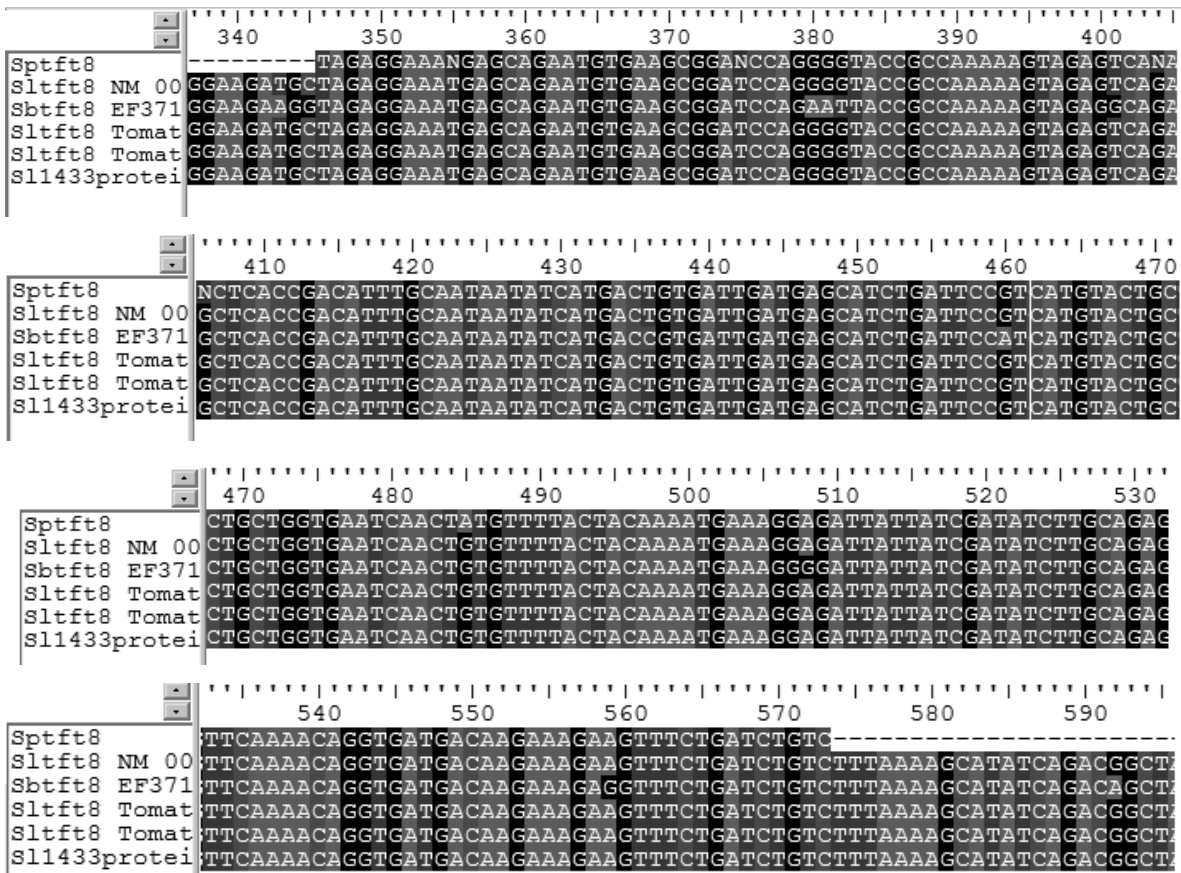 340 350 360 370 380 390 400
Sptft8 ---------TAGAGGAAANGAGCAGAATGTGAAGCGGANCCAGGGGTACCGCCAAAAAGTAGAGTCANA
Sltft8 NM 00 GGAAGATGCTAGAGGAAATGAGCAGAATGTGAAGCGGATCCAGGGGTACCGCCAAAAAGTAGAGTCAGA
Sbtft8 EF371 GGAAGAAGGTAGAGGAAATGAGCAGAATGTGAAGCGGATCCAGAATTACCGCCAAAAAGTAGAGGCAGA
Sltft8 Tomat GGAAGATGCTAGAGGAAATGAGCAGAATGTGAAGCGGATCCAGGGGTACCGCCAAAAAGTAGAGTCAGA
Sltft8 Tomat GGAAGATGCTAGAGGAAATGAGCAGAATGTGAAGCGGATCCAGGGGTACCGCCAAAAAGTAGAGTCAGA
Sl1433protei GGAAGATGCTAGAGGAAATGAGCAGAATGTGAAGCGGATCCAGGGGTACCGCCAAAAAGTAGAGTCAGA
410 420 430 440 450 460 470
Sptft8 NCTCACCGACATTTGCAATAATATCATGACTGTGATTGATGAGCATCTGATTCCGTCATGTACTGC
Sltft8 NM 00 GCTCACCGACATTTGCAATAATATCATGACTGTGATTGATGAGCATCTGATTCCGTCATGTACTGC
Sbtft8 EF371 GCTCACCGACATTTGCAATAATATCATGACCGTGATTGATGAGCATCTGATTCCATCATGTACTGC
Sltft8 Tomat GCTCACCGACATTTGCAATAATATCATGACTGTGATTGATGAGCATCTGATTCCGTCATGTACTGC
Sltft8 Tomat GCTCACCGACATTTGCAATAATATCATGACTGTGATTGATGAGCATCTGATTCCGTCATGTACTGC
Sl1433protei GCTCACCGACATTTGCAATAATATCATGACTGTGATTGATGAGCATCTGATTCCGTCATGTACTGC
470 480 490 500 510 520 530
Sptft8 CTGCTGGTGAATCAACTATGTTTTACTACAAAATGAAAGGAGATTATTATCGATATCTTGCAGAG
Sltft8 NM 00 CTGCTGGTGAATCAACTGTGTTTTACTACAAAATGAAAGGAGATTATTATCGATATCTTGCAGAG
Sbtft8 EF371 CTGCTGGTGAATCAACTGTGTTTTACTACAAAATGAAAGGGGATTATTATCGATATCTTGCAGAG
Sltft8 Tomat CTGCTGGTGAATCAACTGTGTTTTACTACAAAATGAAAGGAGATTATTATCGATATCTTGCAGAG
Sltft8 Tomat CTGCTGGTGAATCAACTGTGTTTTACTACAAAATGAAAGGAGATTATTATCGATATCTTGCAGAG
Sl1433protei CTGCTGGTGAATCAACTGTGTTTTACTACAAAATGAAAGGAGATTATTATCGATATCTTGCAGAG
540 550 560 570 580 590
Sptft8 TTCAAAACAGGTGATGACAAGAAAGAAGTTTCTGATCTGTC----------------------
Sltft8 NM 00 TTCAAAACAGGTGATGACAAGAAAGAAGTTTCTGATCTGTCTTTAAAAGCATATCAGACGGCTA
Sbtft8 EF371 TTCAAAACAGGTGATGACAAGAAAGAGGTTTCTGATCTGTCTTTAAAAGCATATCAGACAGCTA
Sltft8 Tomat TTCAAAACAGGTGATGACAAGAAAGAAGTTTCTGATCTGTCTTTAAAAGCATATCAGACGGCTA
Sltft8 Tomat TTCAAAACAGGTGATGACAAGAAAGAAGTTTCTGATCTGTCTTTAAAAGCATATCAGACGGCTA
Sl1433protei TTCAAAACAGGTGATGACAAGAAAGAAGTTTCTGATCTGTCTTTAAAAGCATATCAGACGGCTA